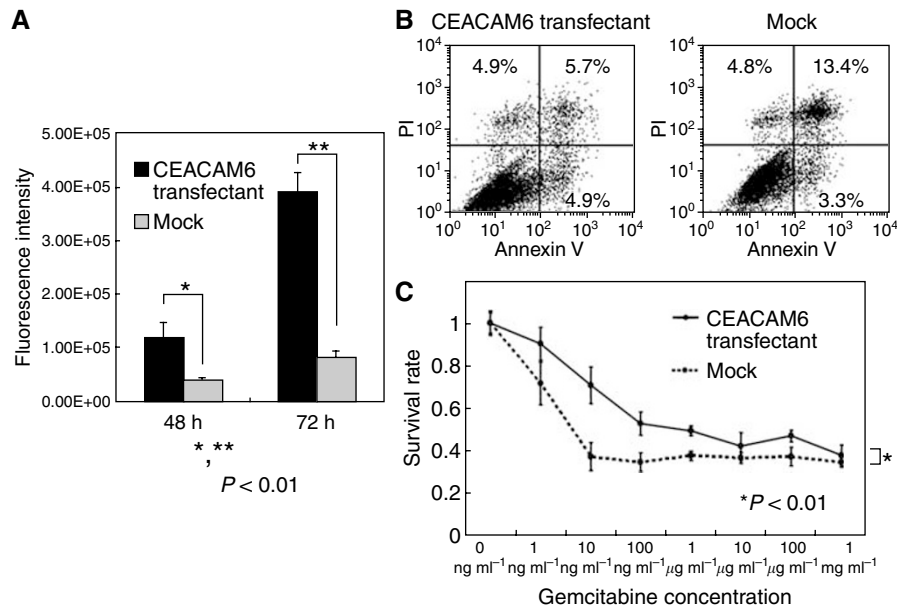 A
Fluorescence intensity
5.00E+05
4.00E+05
3.00E+05
2.00E+05
1.00E+05
0.00E+00
CEACAM6
transfectant
Mock
*
**
48 h
72 h
*,**
P < 0.01
B
CEACAM6 transfectant
PI
10⁴
10³
10²
10¹
10⁰
4.9%
5.7%
4.9%
10⁰ 10¹ 10² 10³ 10⁴
Annexin V
Mock
PI
10⁴
10³
10²
10¹
10⁰
4.8%
13.4%
3.3%
10⁰ 10¹ 10² 10³ 10⁴
Annexin V
C
Survival rate
1
0.8
0.6
0.4
0.2
0
CEACAM6
transfectant
Mock
*
*P < 0.01
0 1 10 100 1 10 100 1
ng ml⁻¹ ng ml⁻¹ ng ml⁻¹ ng ml⁻¹ μg ml⁻¹ μg ml⁻¹ μg ml⁻¹ mg ml⁻¹
Gemcitabine concentration